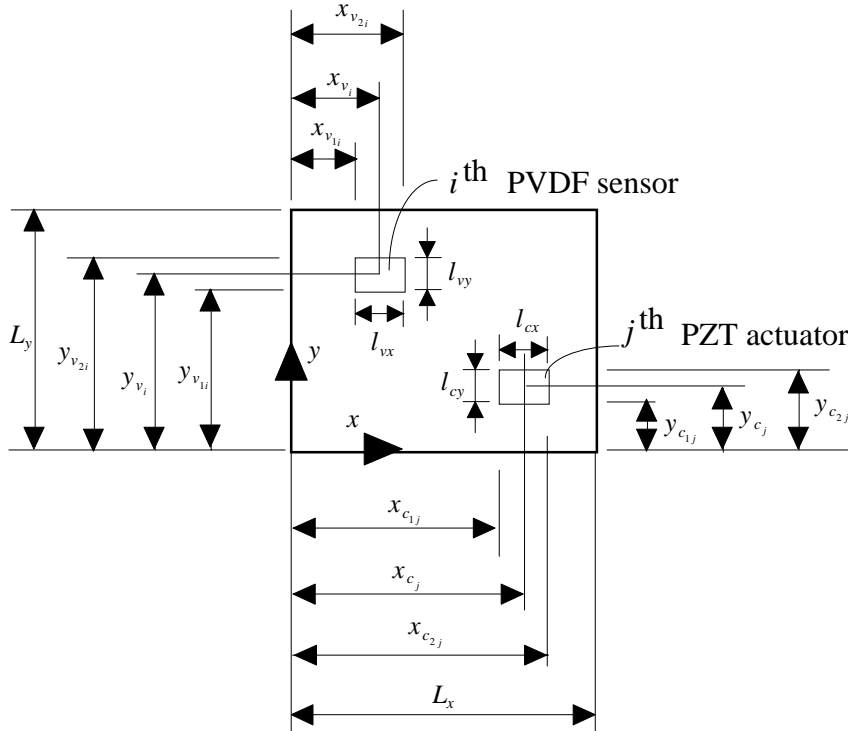 x_{v_{2i}}
x_{v_i}
x_{v_{1i}}
i^{th} PVDF sensor
l_{vy}
l_{vx}
l_{cx}
j^{th} PZT actuator
L_y
y_{v_{2i}}
y_{v_i}
y_{v_{1i}}
y
l_{cy}
x
y_{c_{1j}}
y_{c_j}
y_{c_{2j}}
x_{c_{1j}}
x_{c_j}
x_{c_{2j}}
L_x